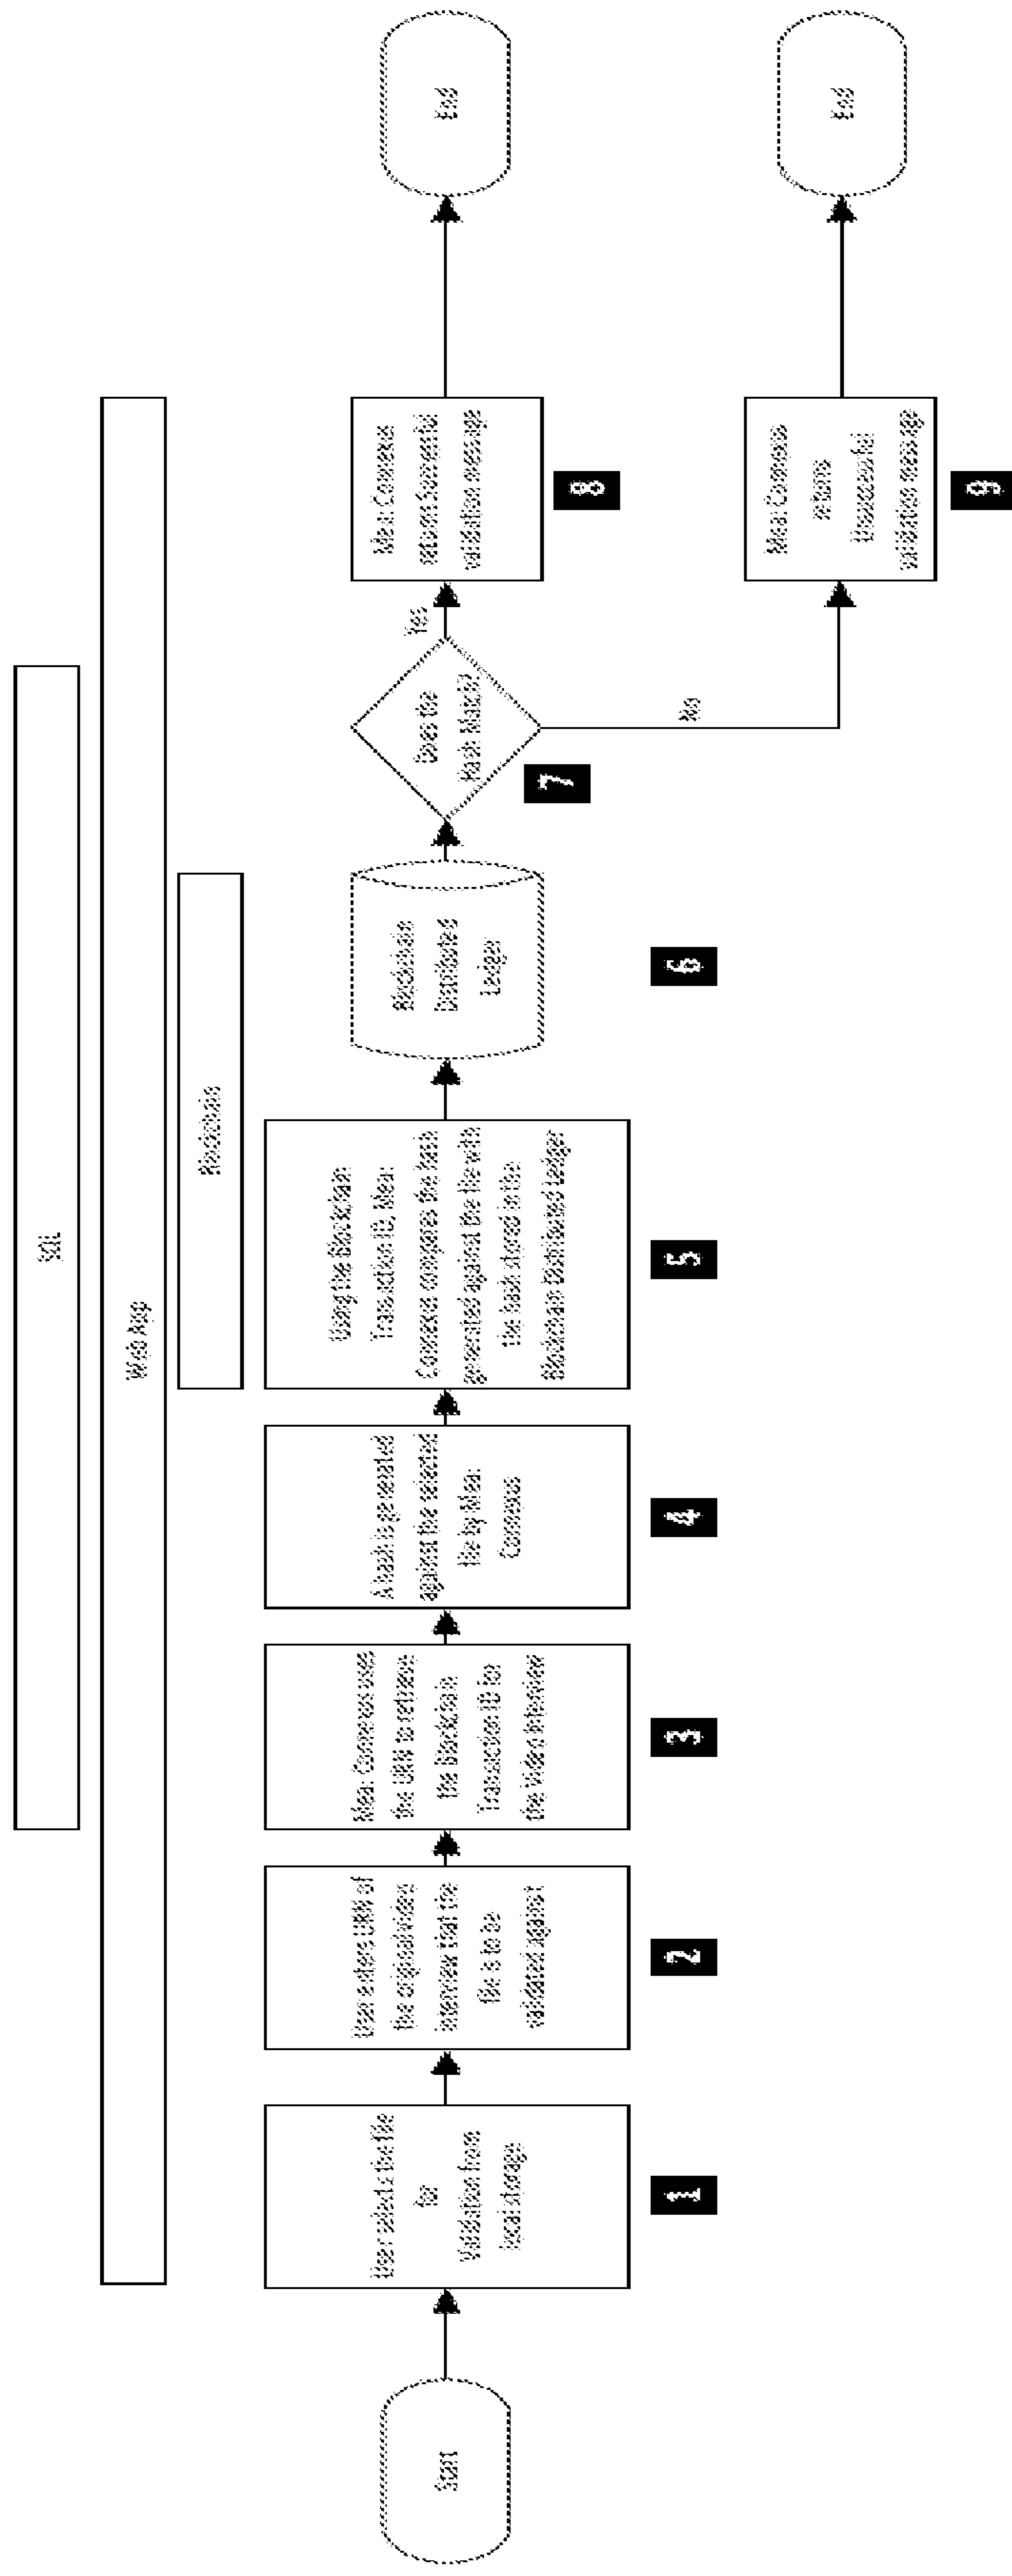 SQL
Web App
Blockchain
Start
User selects the file
for
Validation from
local storage
1
User enters URN of
the original video
interview that the
file is to be
validated against
2
Mea: Connexus uses
the URN to retrieve
the Blockchain
Transaction ID for
the Video Interview
3
A hash is generated
against the selected
file by Mea:
Connexus
4
Using the Blockchain
Transaction ID, Mea:
Connexus compares the hash
generated against the file with
the hash stored in the
Blockchain Distributed Ledger
5
Blockchain
Distributed
Ledger
6
Does the
Hash Match?
7
Yes
No
Mea: Connexus
returns Successful
validation message
8
End
Mea: Connexus
returns
Unsuccessful
validation message
9
End